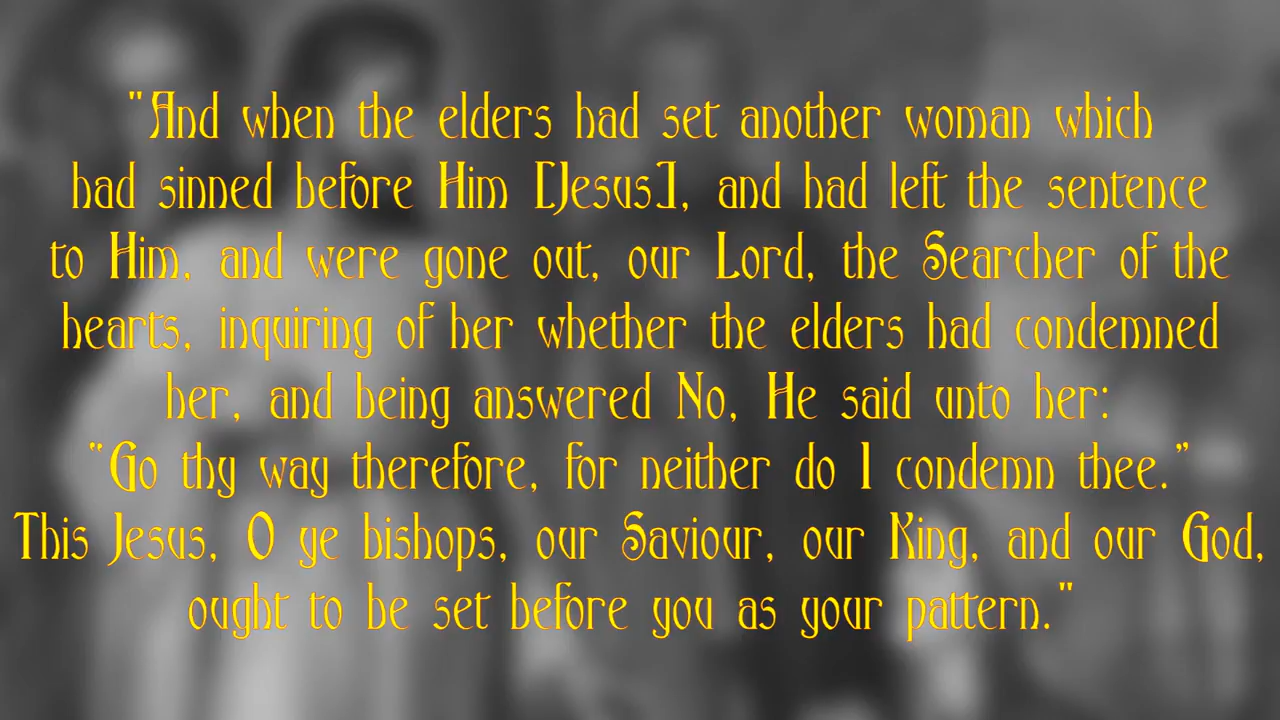 "And when the elders had set another woman which
had sinned before Him [Jesus], and had left the sentence
to Him, and were gone out, our Lord, the Searcher of the
hearts, inquiring of her whether the elders had condemned
her, and being answered No, He said unto her:
“Go thy way therefore, for neither do I condemn thee.”
This Jesus, O ye bishops, our Saviour, our King, and our God,
ought to be set before you as your pattern."